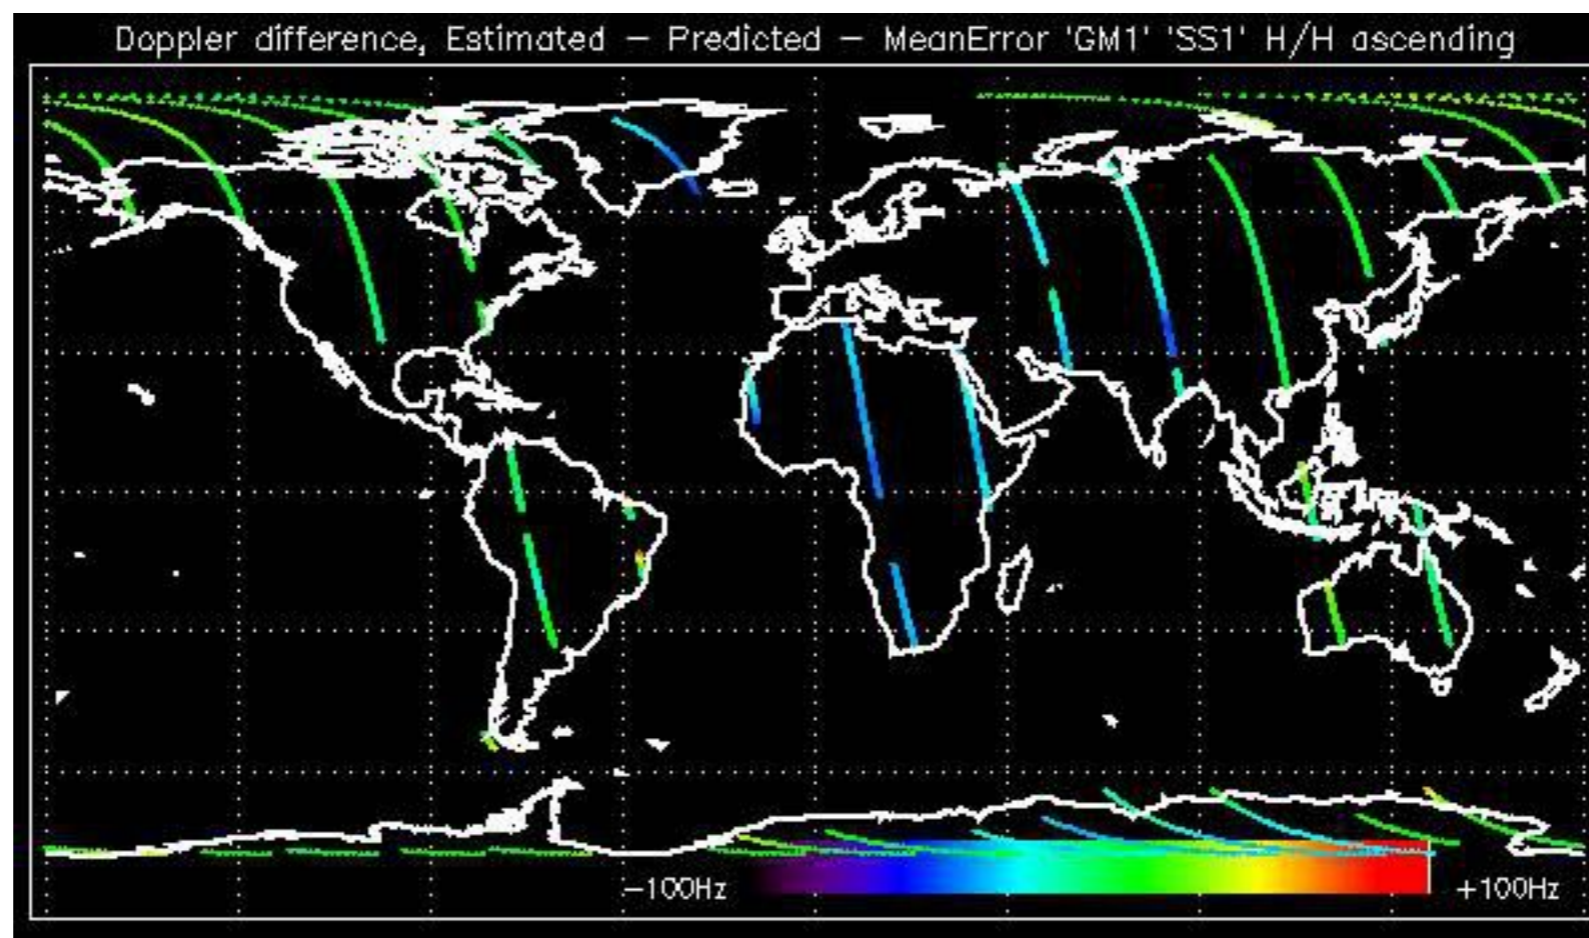 Doppler difference, Estimated – Predicted – MeanError 'GM1' 'SS1' H/H ascending
−100Hz
+100Hz